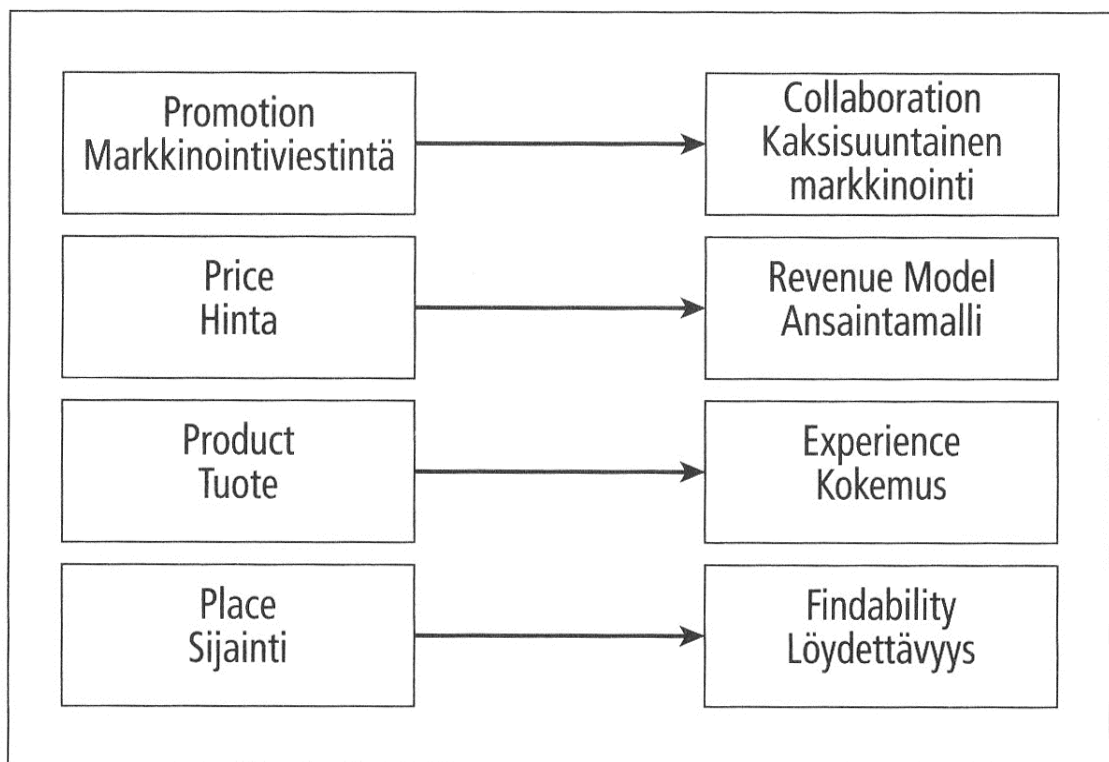 Promotion
Markkinointiviestintä
Collaboration
Kaksisuuntainen
markkinointi
Price
Hinta
Revenue Model
Ansaintamalli
Product
Tuote
Experience
Kokemus
Place
Sijainti
Findability
Löydettävyys